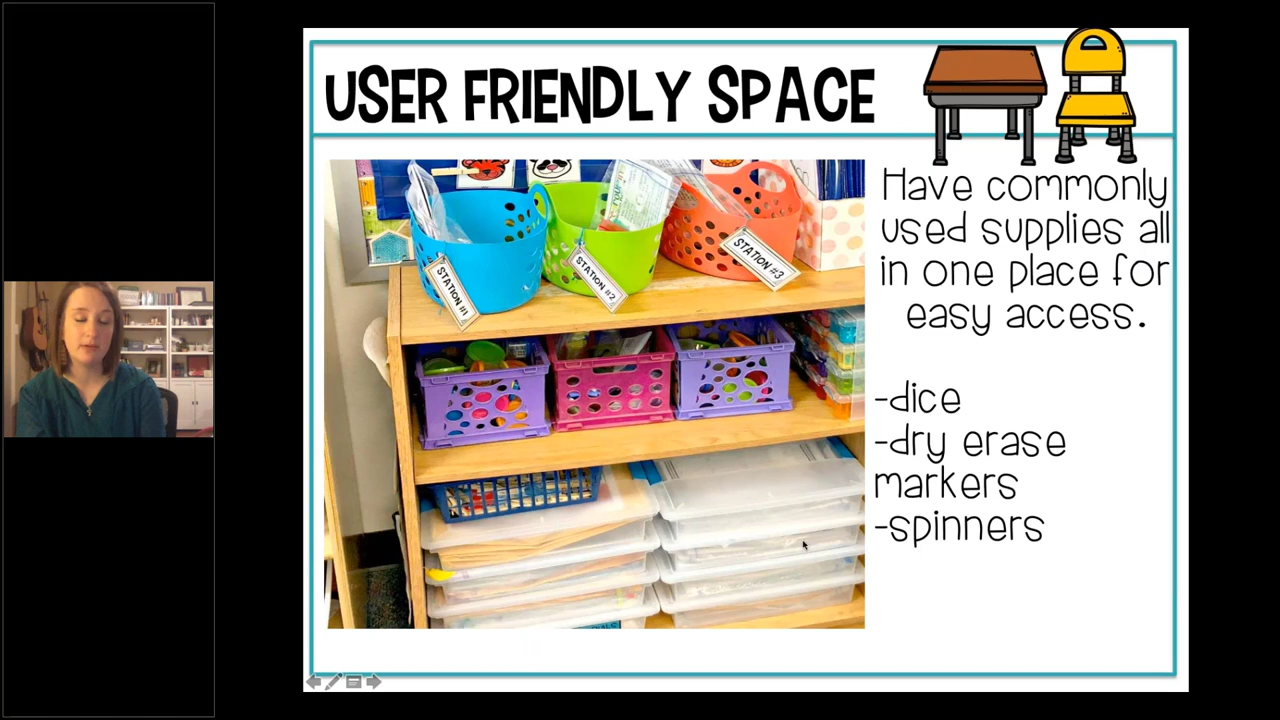 USER FRIENDLY SPACE
Have commonly
used supplies all
in one place for
easy access.
-dice
-dry erase
markers
-spinners
STATION #1
STATION #2
STATION #3